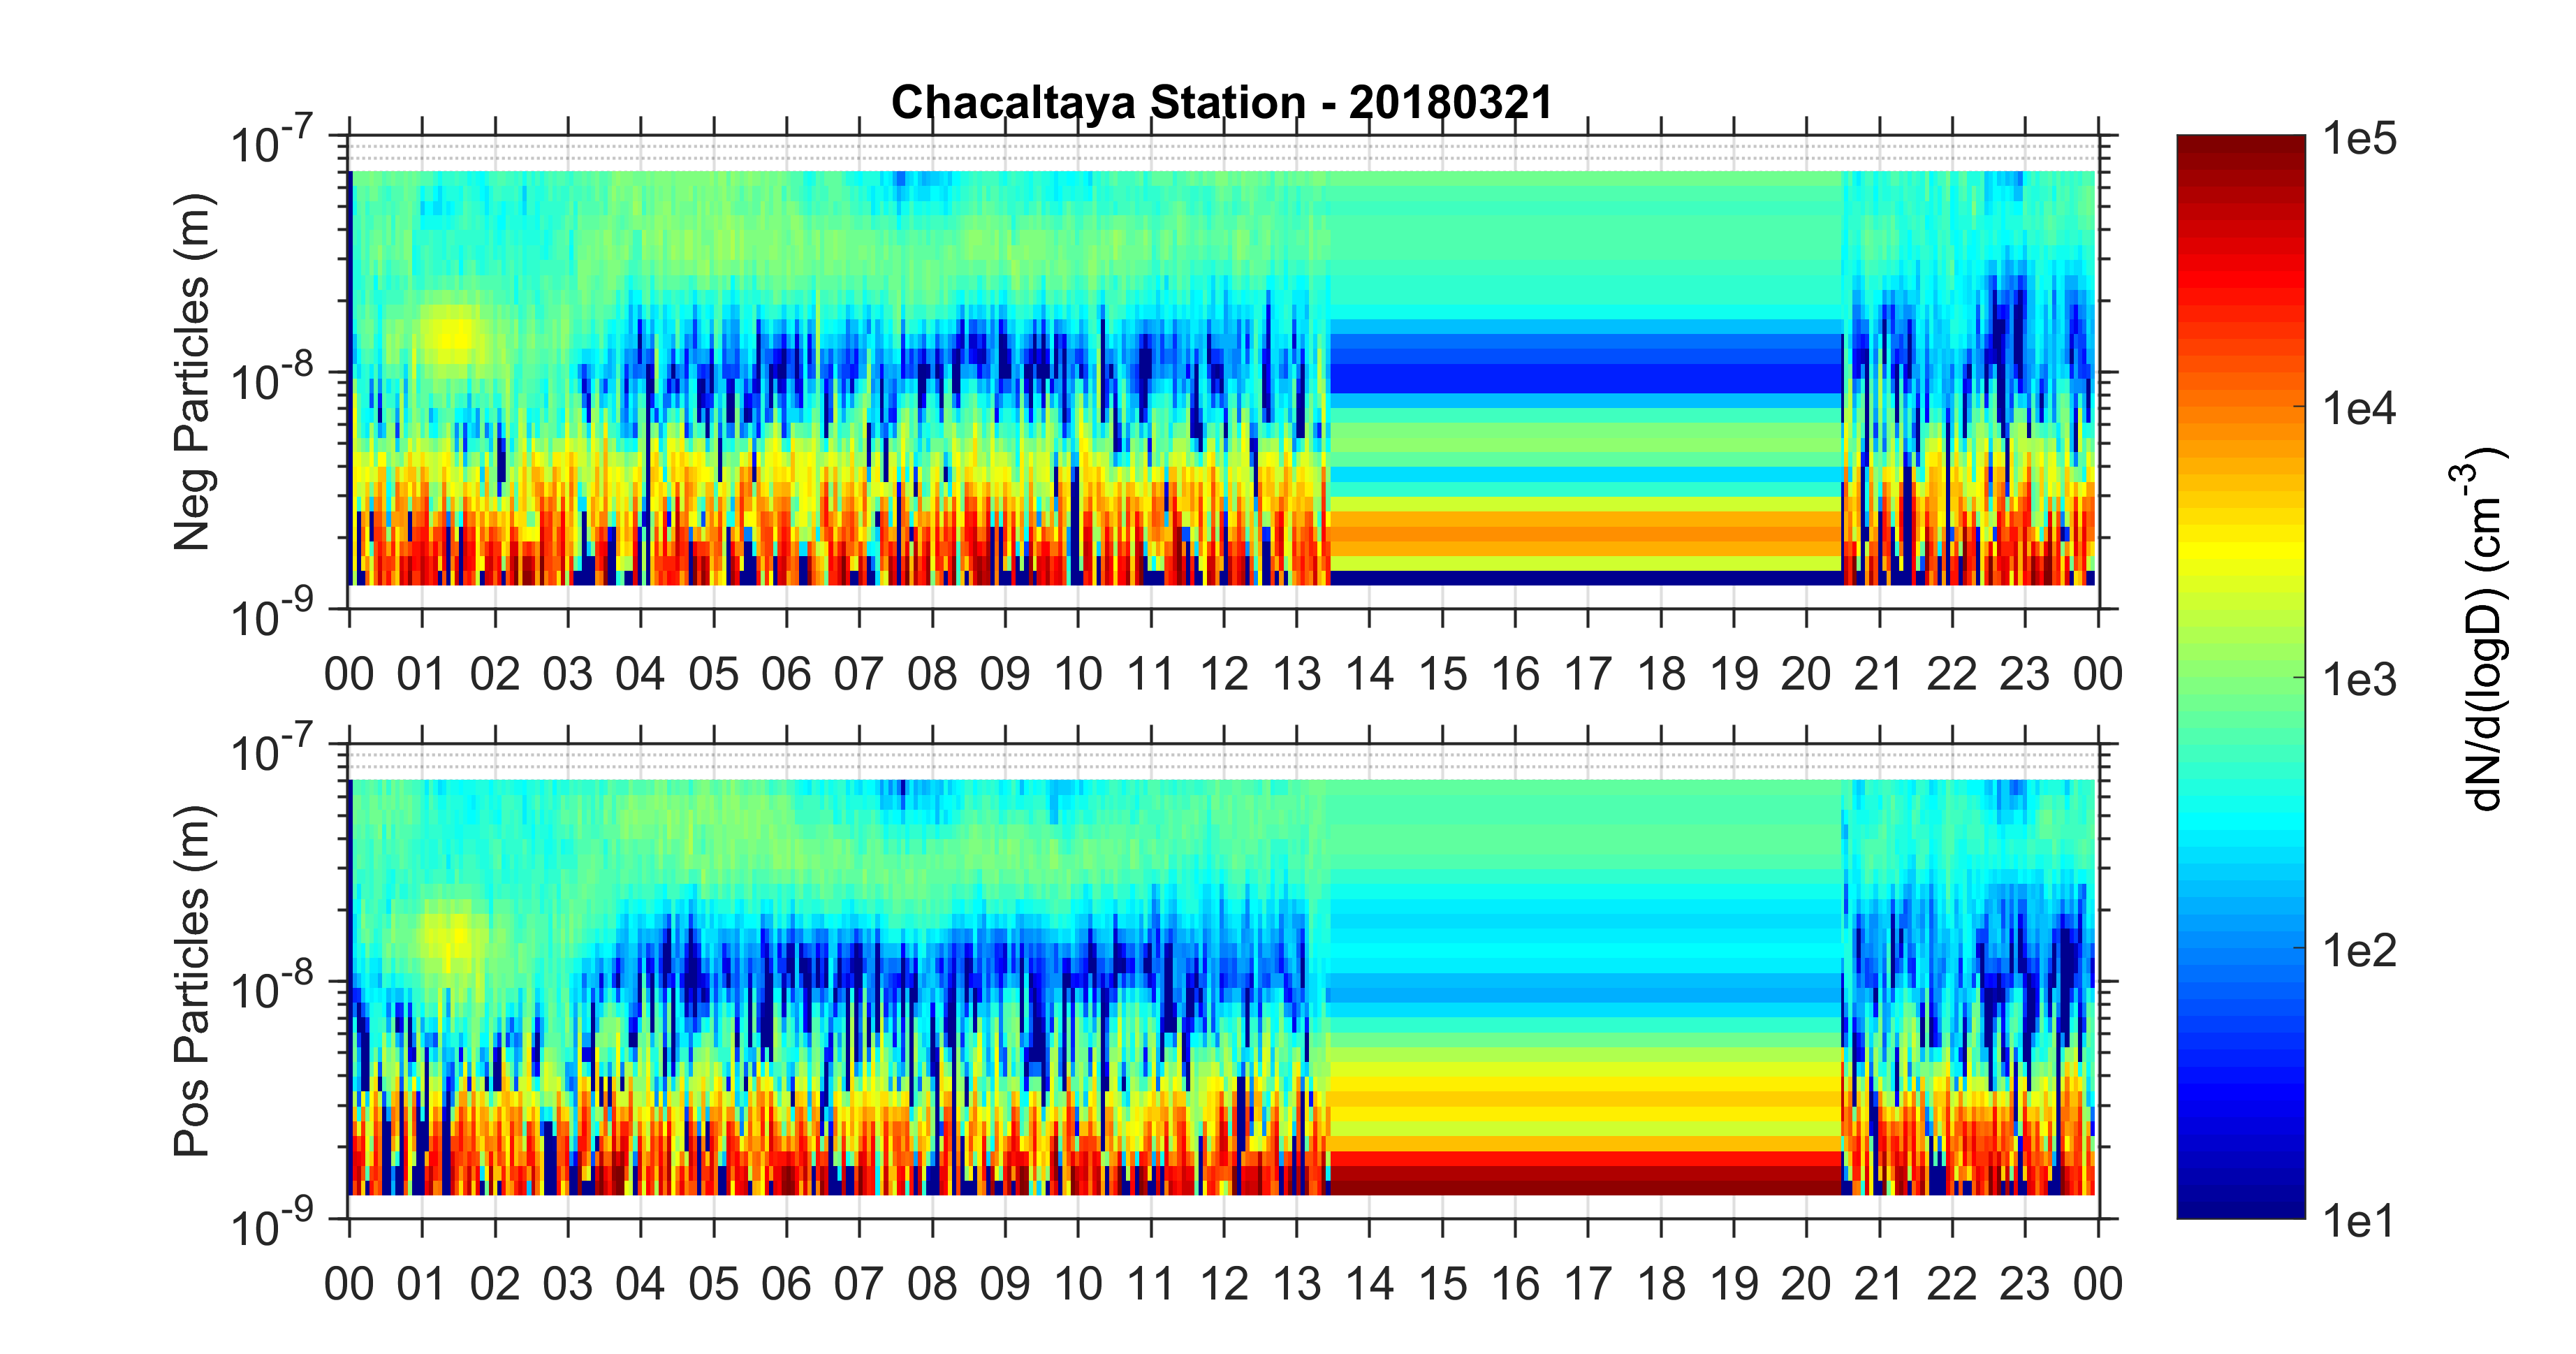 Chacaltaya Station - 20180321
10-7
10-8
10-9
Neg Particles (m)
00 01 02 03 04 05 06 07 08 09 10 11 12 13 14 15 16 17 18 19 20 21 22 23 00
10-7
10-8
10-9
Pos Particles (m)
00 01 02 03 04 05 06 07 08 09 10 11 12 13 14 15 16 17 18 19 20 21 22 23 00
1e5
1e4
1e3
1e2
1e1
dN/d(logD) (cm-3)